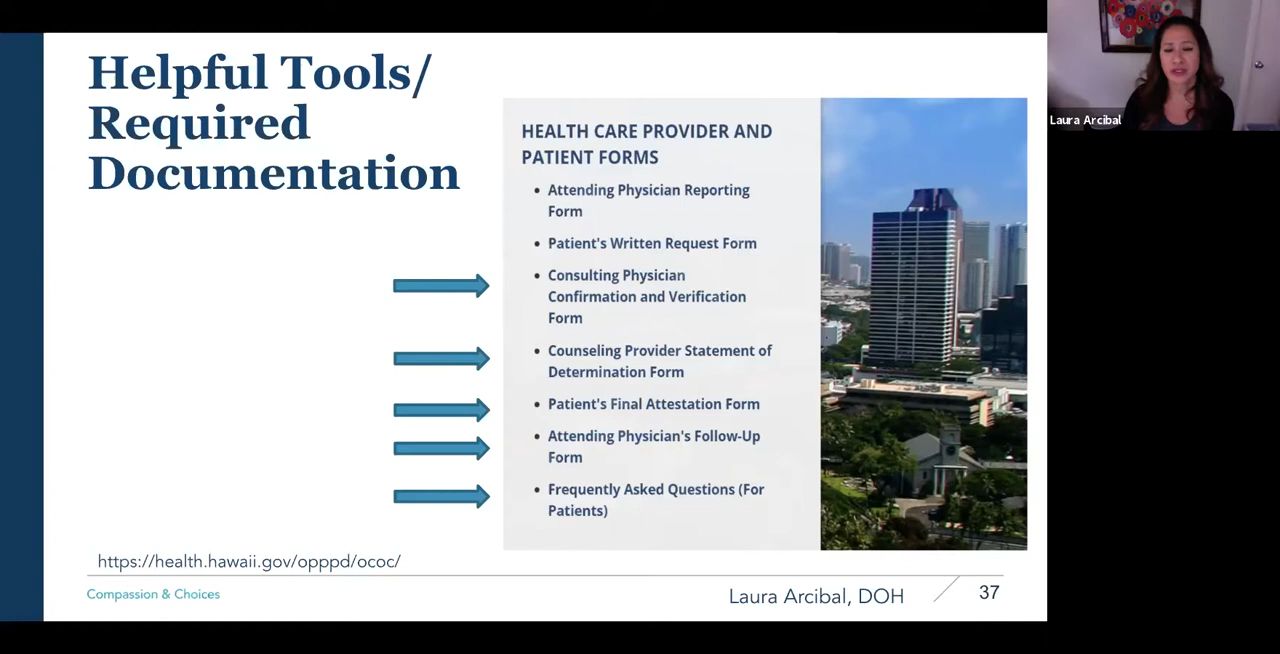 Helpful Tools/
Required
Documentation
HEALTH CARE PROVIDER AND
PATIENT FORMS
• Attending Physician Reporting
Form
• Patient's Written Request Form
• Consulting Physician
Confirmation and Verification
Form
• Counseling Provider Statement of
Determination Form
• Patient's Final Attestation Form
• Attending Physician's Follow-Up
Form
• Frequently Asked Questions (For
Patients)
https://health.hawaii.gov/opppd/ococ/
Compassion & Choices
Laura Arcibal, DOH
37
Laura Arcibal